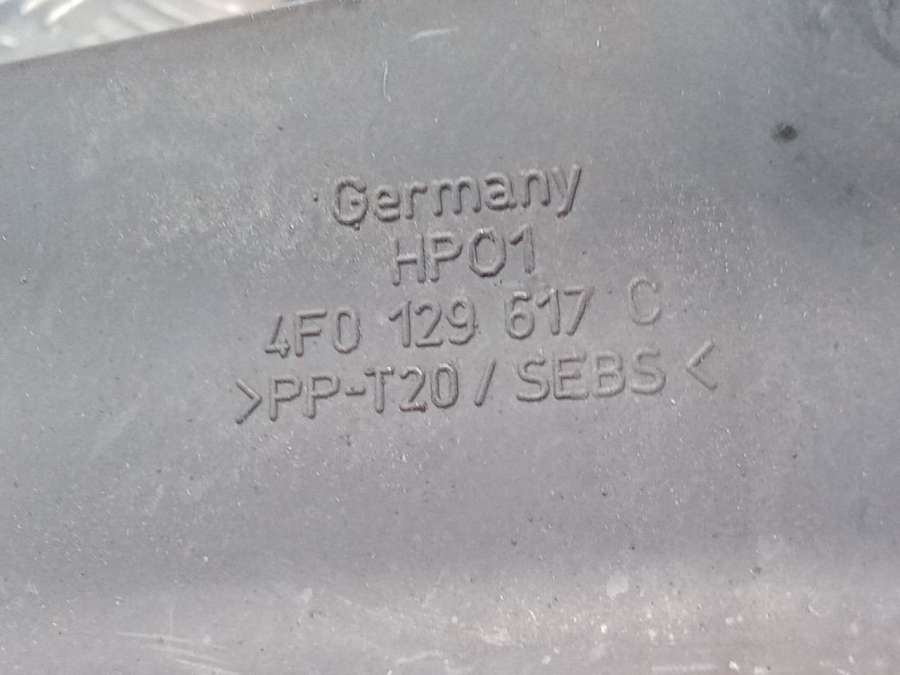 Germany
HP01
4F0 129 617 C
>PP-T20/SEBS<